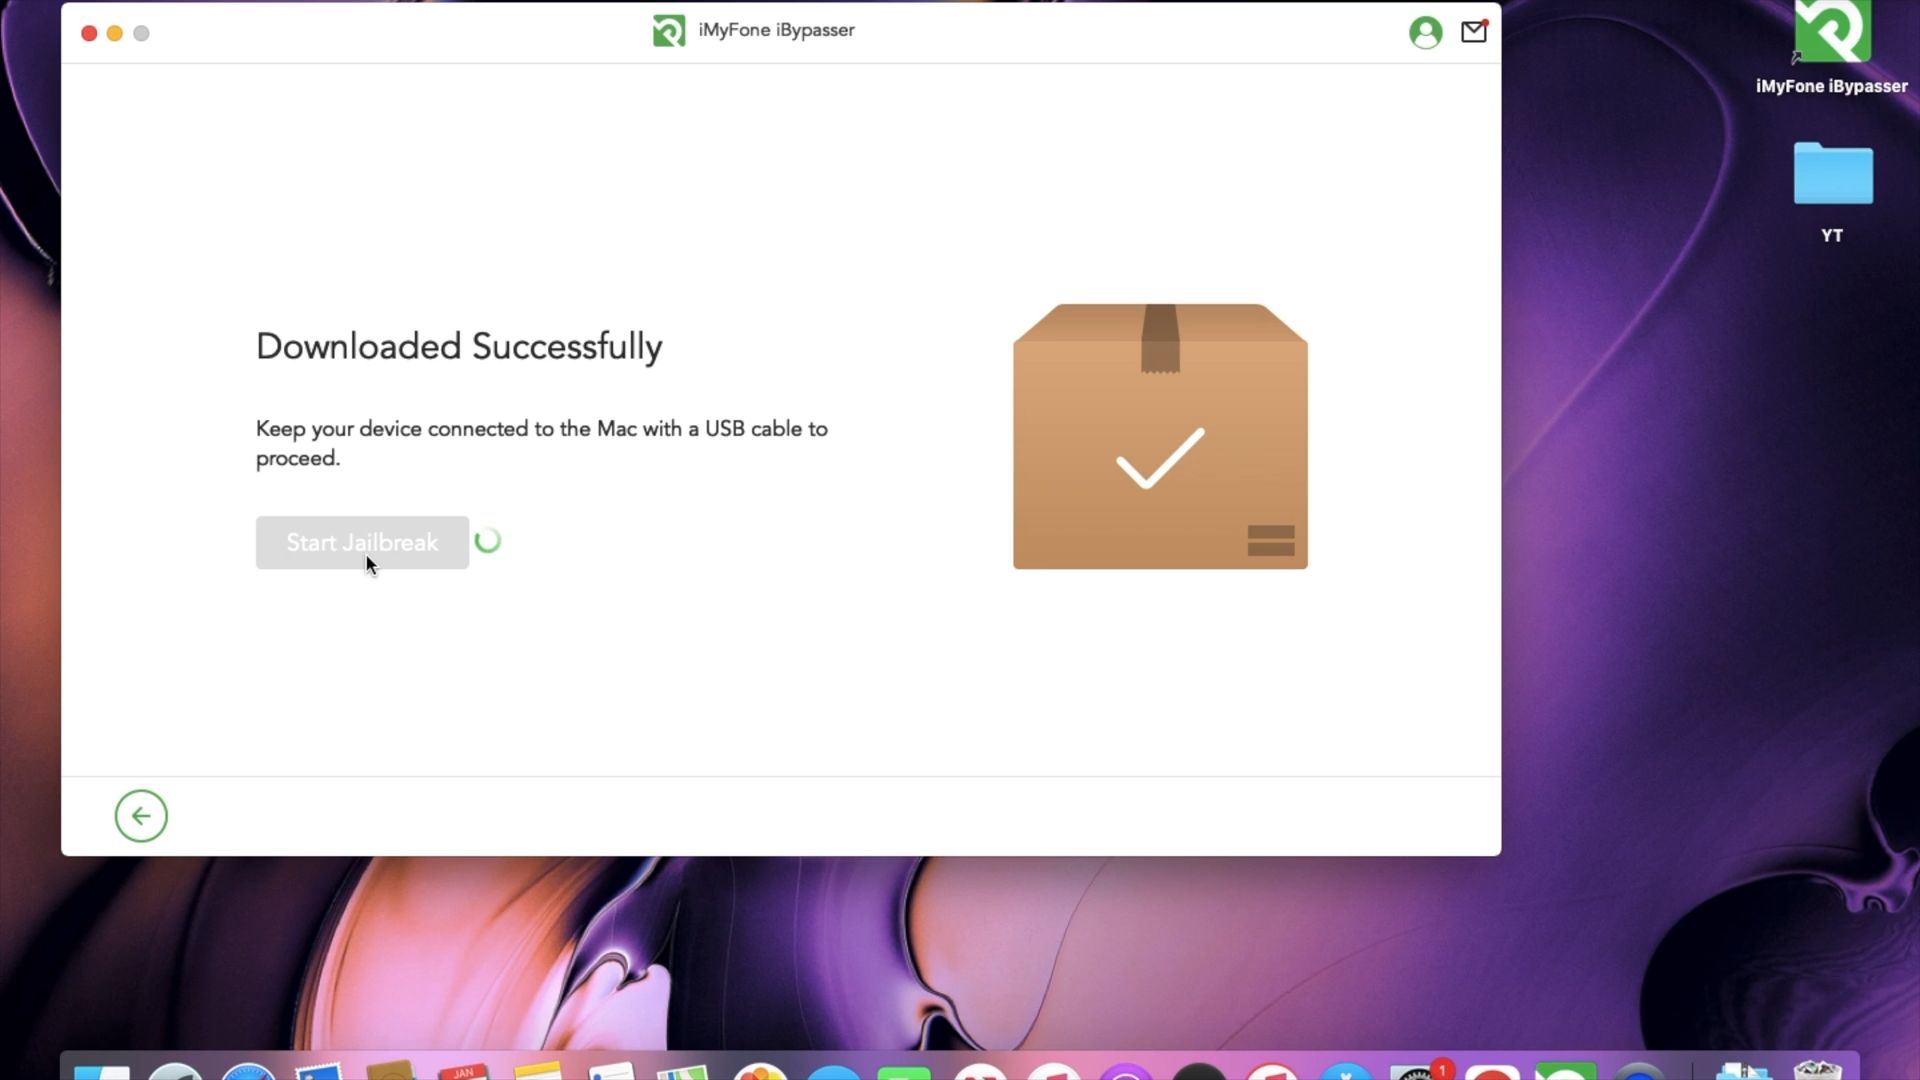 iMyFone iBypasser
iMyFone iBypasser
YT
Downloaded Successfully
Keep your device connected to the Mac with a USB cable to
proceed.
Start Jailbreak
JAN
1